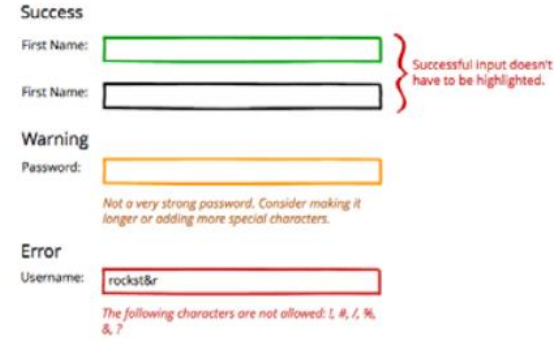 Success
First Name:
Successful input doesn't
have to be highlighted.
First Name:
Warning
Password:
Not a very strong password. Consider making it
longer or adding more special characters.
Error
Username:
rockst&r
The following characters are not allowed: !, #, /, %,
&, ?